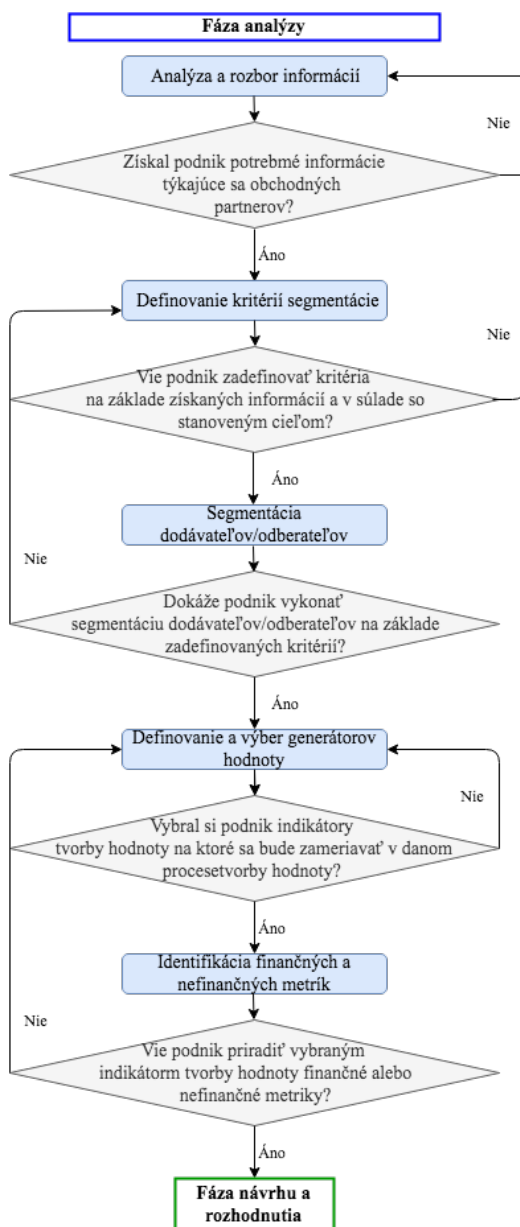 Fáza analýzy
Analýza a rozbor informácií
Nie
Získal podnik potrebmé informácie
týkajúce sa obchodných
partnerov?
Áno
Definovanie kritérií segmentácie
Nie
Vie podnik zadefinovať kritéria
na základe získaných informácií a v súlade so
stanoveným cieľom?
Áno
Segmentácia
dodávateľov/odberateľov
Nie
Dokáže podnik vykonať
segmentáciu dodávateľov/odberateľov na základe
zadefinovaných kritérií?
Áno
Definovanie a výber generátorov
hodnoty
Nie
Vybral si podnik indikátory
tvorby hodnoty na ktoré sa bude zameriavať v danom
procesetvorby hodnoty?
Áno
Identifikácia finančných a
nefinančných metrík
Nie
Vie podnik priradiť vybraným
indikátorm tvorby hodnoty finančné alebo
nefinančné metriky?
Áno
Fáza návrhu a
rozhodnutia